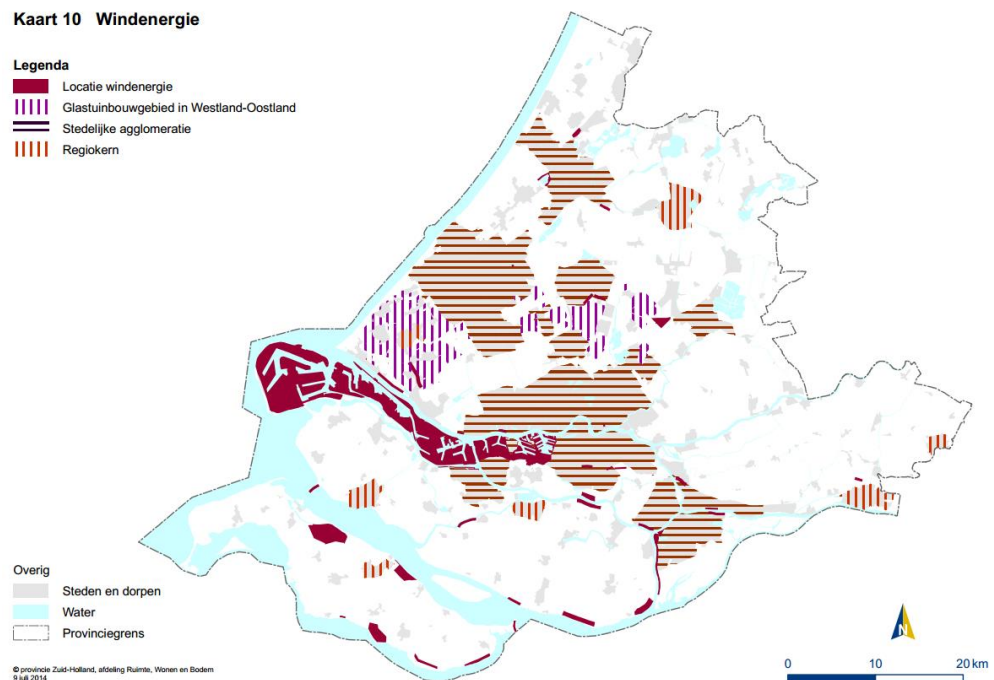 Kaart 10 Windenergie
Legenda
Locatie windenergie
Glastuinbouwgebied in Westland-Oostland
Stedelijke agglomeratie
Regiokern
Overig
Steden en dorpen
Water
Provinciegrens
© provincie Zuid-Holland, afdeling Ruimte, Wonen en Bodem
9 juli 2014
N
0 10 20 km